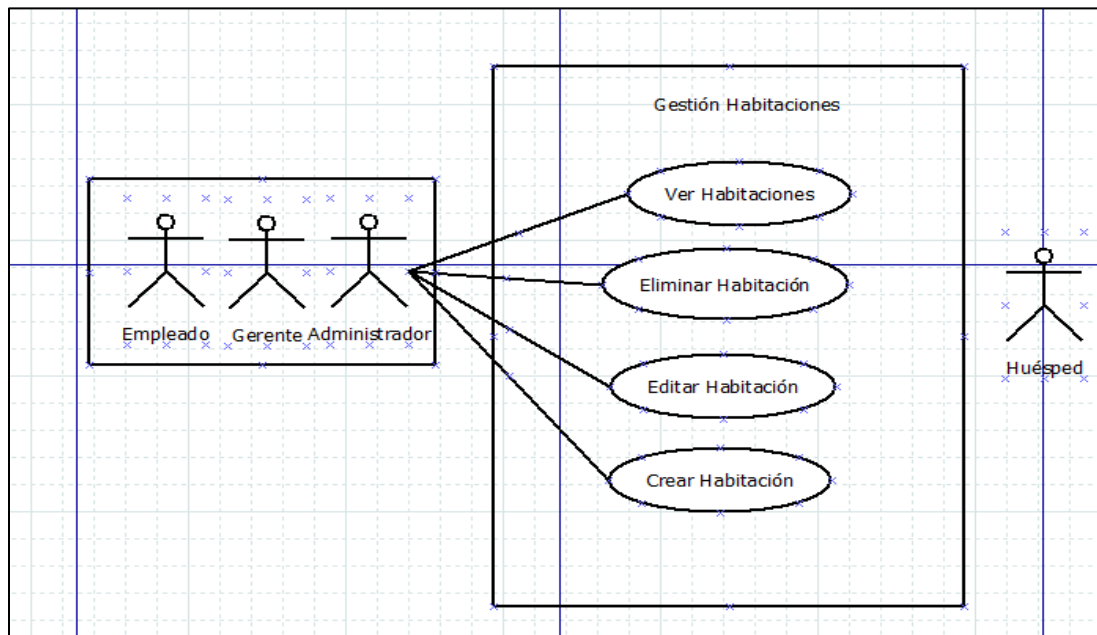 Gestión Habitaciones
Ver Habitaciones
Eliminar Habitación
Editar Habitación
Crear Habitación
Empleado
Gerente
Administrador
Huésped